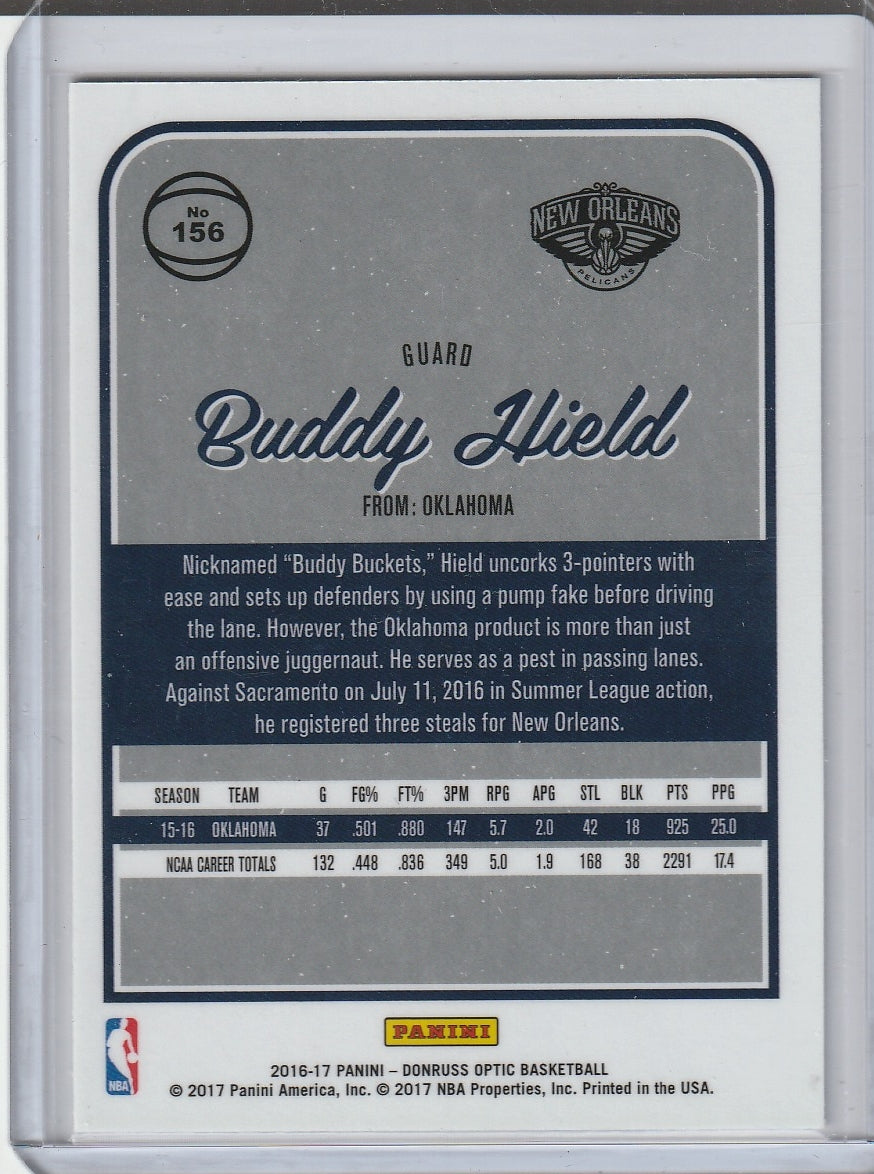 No
156
NEW ORLEANS
PELICANS
GUARD
Buddy Hield
FROM: OKLAHOMA
Nicknamed “Buddy Buckets,” Hield uncorks 3-pointers with
ease and sets up defenders by using a pump fake before driving
the lane. However, the Oklahoma product is more than just
an offensive juggernaut. He serves as a pest in passing lanes.
Against Sacramento on July 11, 2016 in Summer League action,
he registered three steals for New Orleans.
SEASON TEAM G FG% FT% 3PM RPG APG STL BLK PTS PPG
15-16 OKLAHOMA 37 .501 .880 147 5.7 2.0 42 18 925 25.0
NCAA CAREER TOTALS 132 .448 .836 349 5.0 1.9 168 38 2291 17.4
NBA
PANINI
2016-17 PANINI – DONRUSS OPTIC BASKETBALL
© 2017 Panini America, Inc. © 2017 NBA Properties, Inc. Printed in the USA.